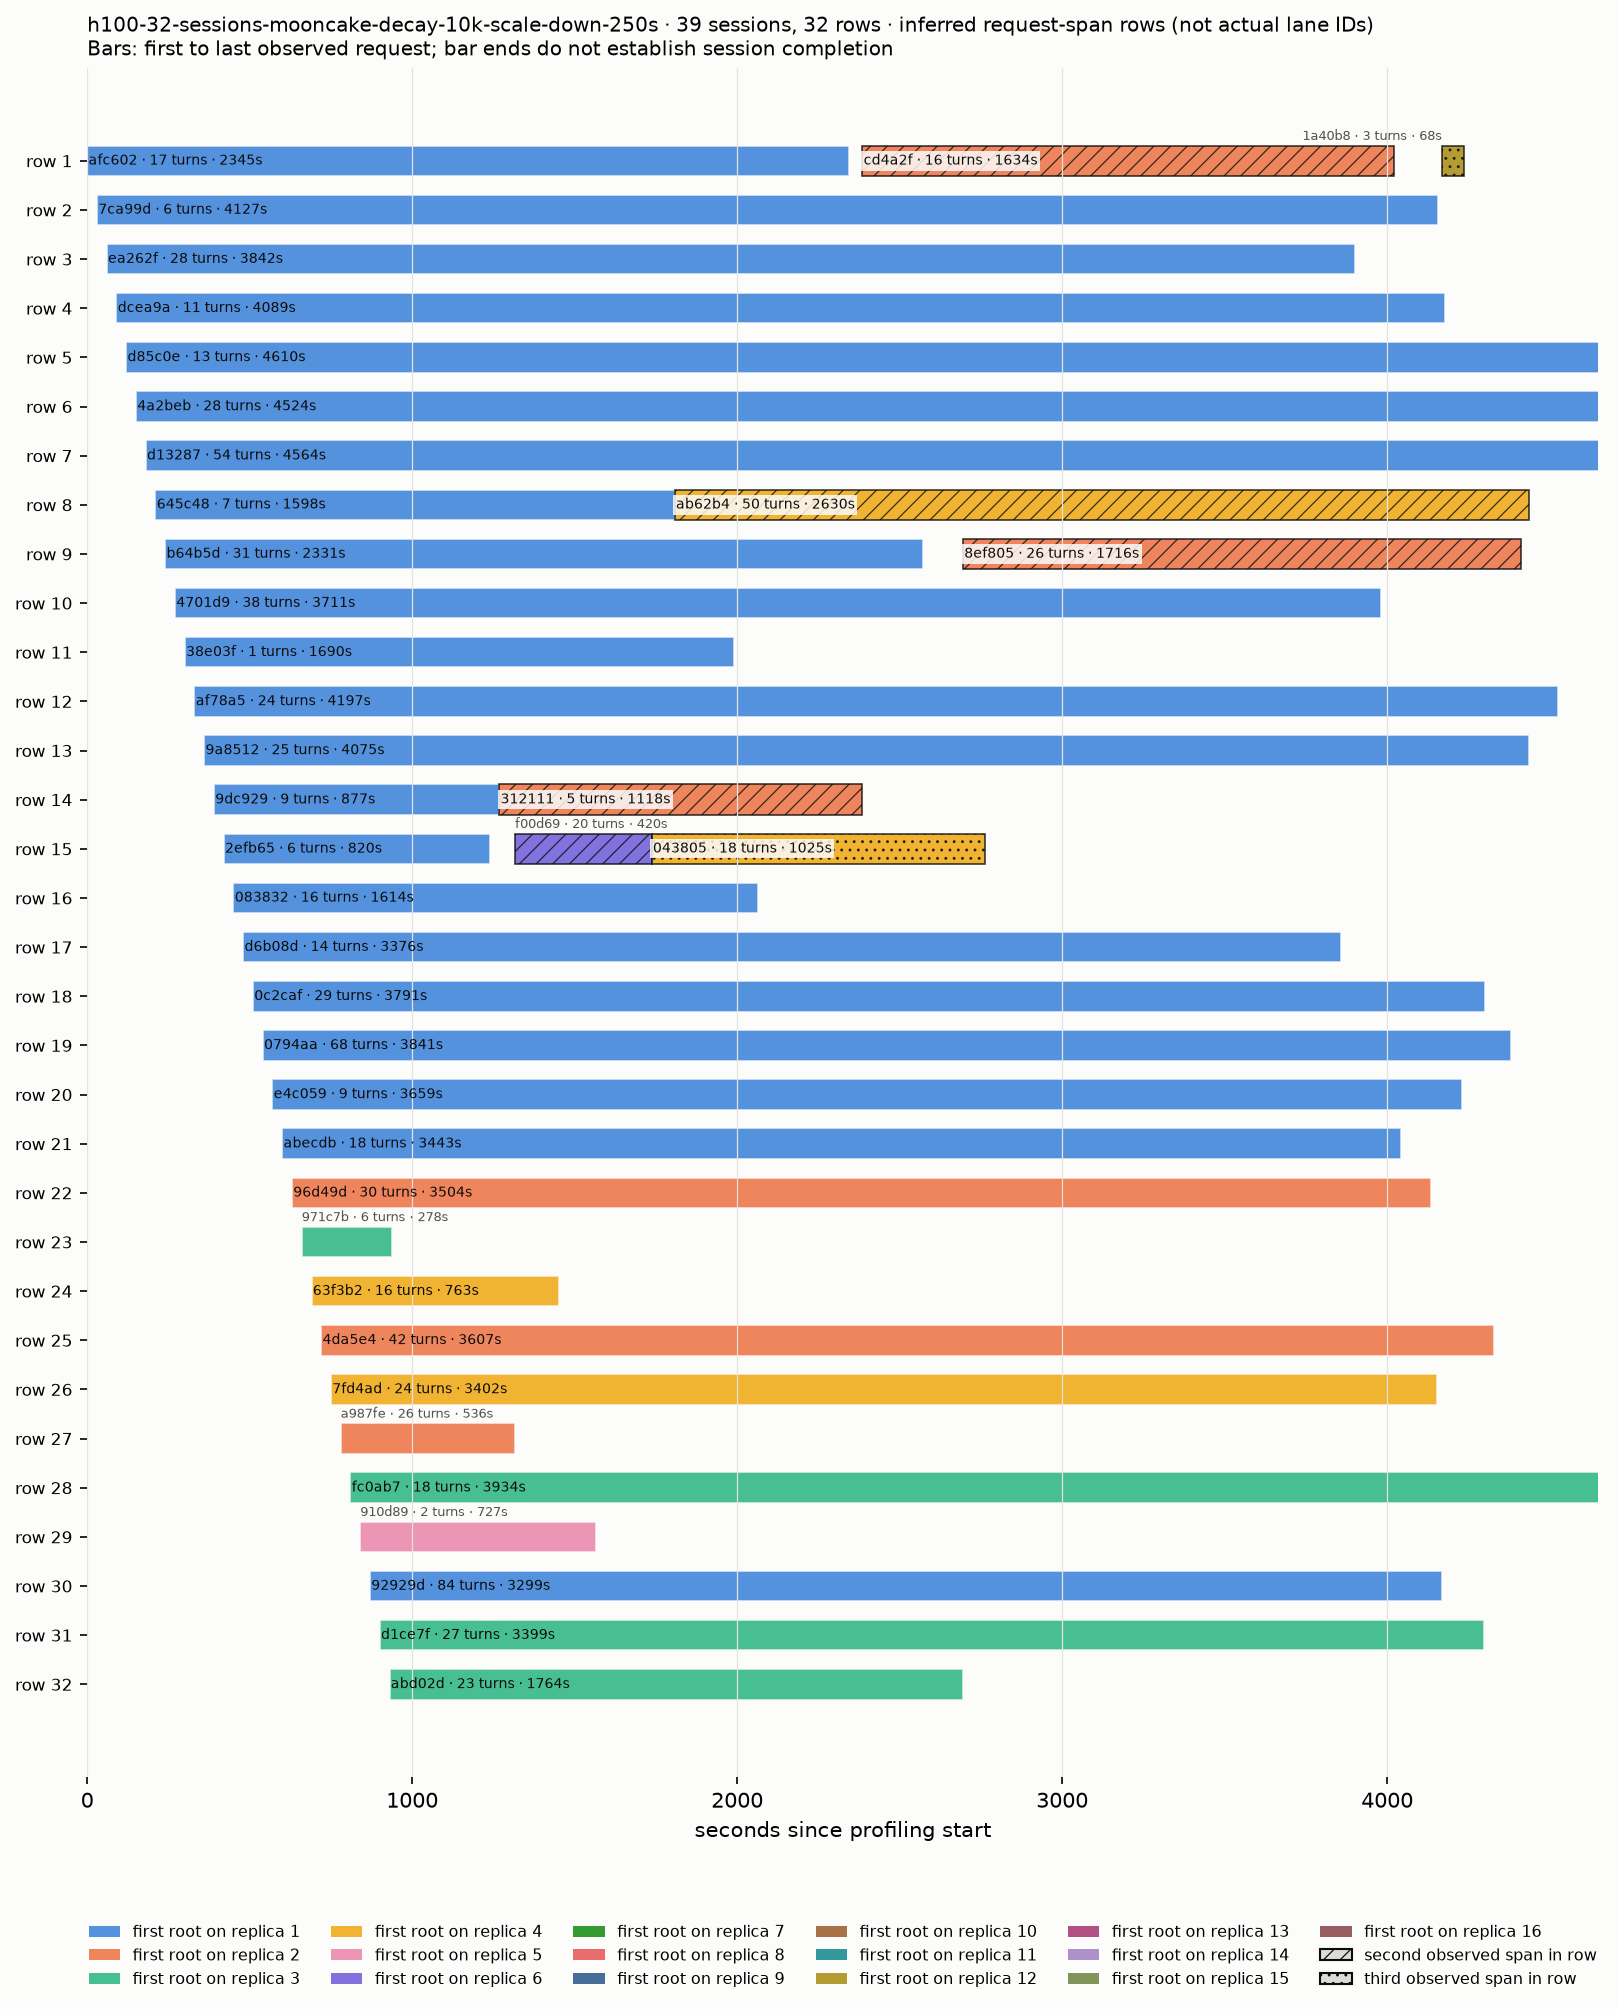 h100-32-sessions-mooncake-decay-10k-scale-down-250s · 39 sessions, 32 rows · inferred request-span rows (not actual lane IDs)
Bars: first to last observed request; bar ends do not establish session completion
1a40b8 · 3 turns · 68s
row 1 afc602 · 17 turns · 2345s cd4a2f · 16 turns · 1634s
row 2 7ca99d · 6 turns · 4127s
row 3 ea262f · 28 turns · 3842s
row 4 dcea9a · 11 turns · 4089s
row 5 d85c0e · 13 turns · 4610s
row 6 4a2beb · 28 turns · 4524s
row 7 d13287 · 54 turns · 4564s
row 8 645c48 · 7 turns · 1598s ab62b4 · 50 turns · 2630s
row 9 b64b5d · 31 turns · 2331s 8ef805 · 26 turns · 1716s
row 10 4701d9 · 38 turns · 3711s
row 11 38e03f · 1 turns · 1690s
row 12 af78a5 · 24 turns · 4197s
row 13 9a8512 · 25 turns · 4075s
row 14 9dc929 · 9 turns · 877s 312111 · 5 turns · 1118s
f00d69 · 20 turns · 420s
row 15 2efb65 · 6 turns · 820s 043805 · 18 turns · 1025s
row 16 083832 · 16 turns · 1614s
row 17 d6b08d · 14 turns · 3376s
row 18 0c2caf · 29 turns · 3791s
row 19 0794aa · 68 turns · 3841s
row 20 e4c059 · 9 turns · 3659s
row 21 abecdb · 18 turns · 3443s
row 22 96d49d · 30 turns · 3504s
971c7b · 6 turns · 278s
row 23
row 24 63f3b2 · 16 turns · 763s
row 25 4da5e4 · 42 turns · 3607s
row 26 7fd4ad · 24 turns · 3402s
a987fe · 26 turns · 536s
row 27
row 28 fc0ab7 · 18 turns · 3934s
910d89 · 2 turns · 727s
row 29
row 30 92929d · 84 turns · 3299s
row 31 d1ce7f · 27 turns · 3399s
row 32 abd02d · 23 turns · 1764s
0 1000 2000 3000 4000
seconds since profiling start
first root on replica 1 first root on replica 4 first root on replica 7 first root on replica 10 first root on replica 13 first root on replica 16
first root on replica 2 first root on replica 5 first root on replica 8 first root on replica 11 first root on replica 14 second observed span in row
first root on replica 3 first root on replica 6 first root on replica 9 first root on replica 12 first root on replica 15 third observed span in row